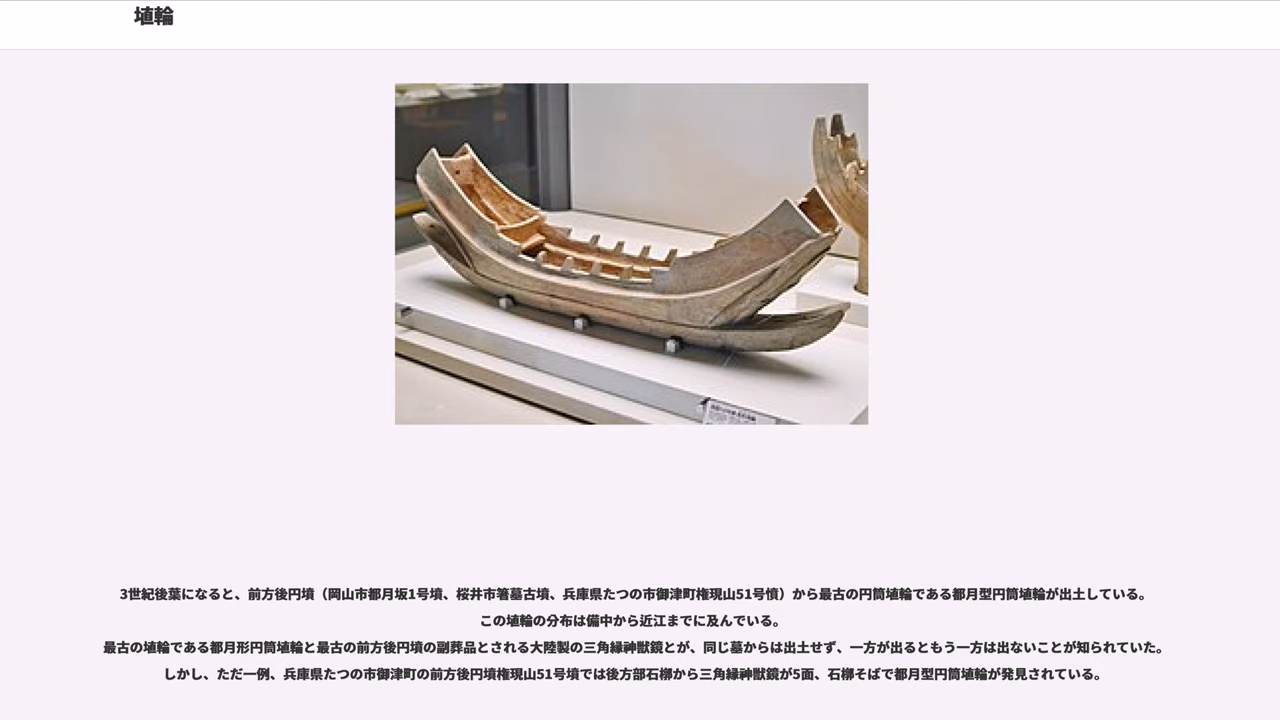 埴輪
3世紀後葉になると、前方後円墳（岡山市都月坂1号墳、桜井市箸墓古墳、兵庫県たつの市御津町権現山51号憤）から最古の円筒埴輪である都月型円筒埴輪が出土している。
この埴輪の分布は備中から近江までに及んでいる。
最古の埴輪である都月形円筒埴輪と最古の前方後円墳の副葬品とされる大陸製の三角縁神獣鏡とが、同じ墓からは出土せず、一方が出るともう一方は出ないことが知られていた。
しかし、ただ一例、兵庫県たつの市御津町の前方後円墳権現山51号墳では後方部石槨から三角縁神獣鏡が5面、石槨そばで都月型円筒埴輪が発見されている。